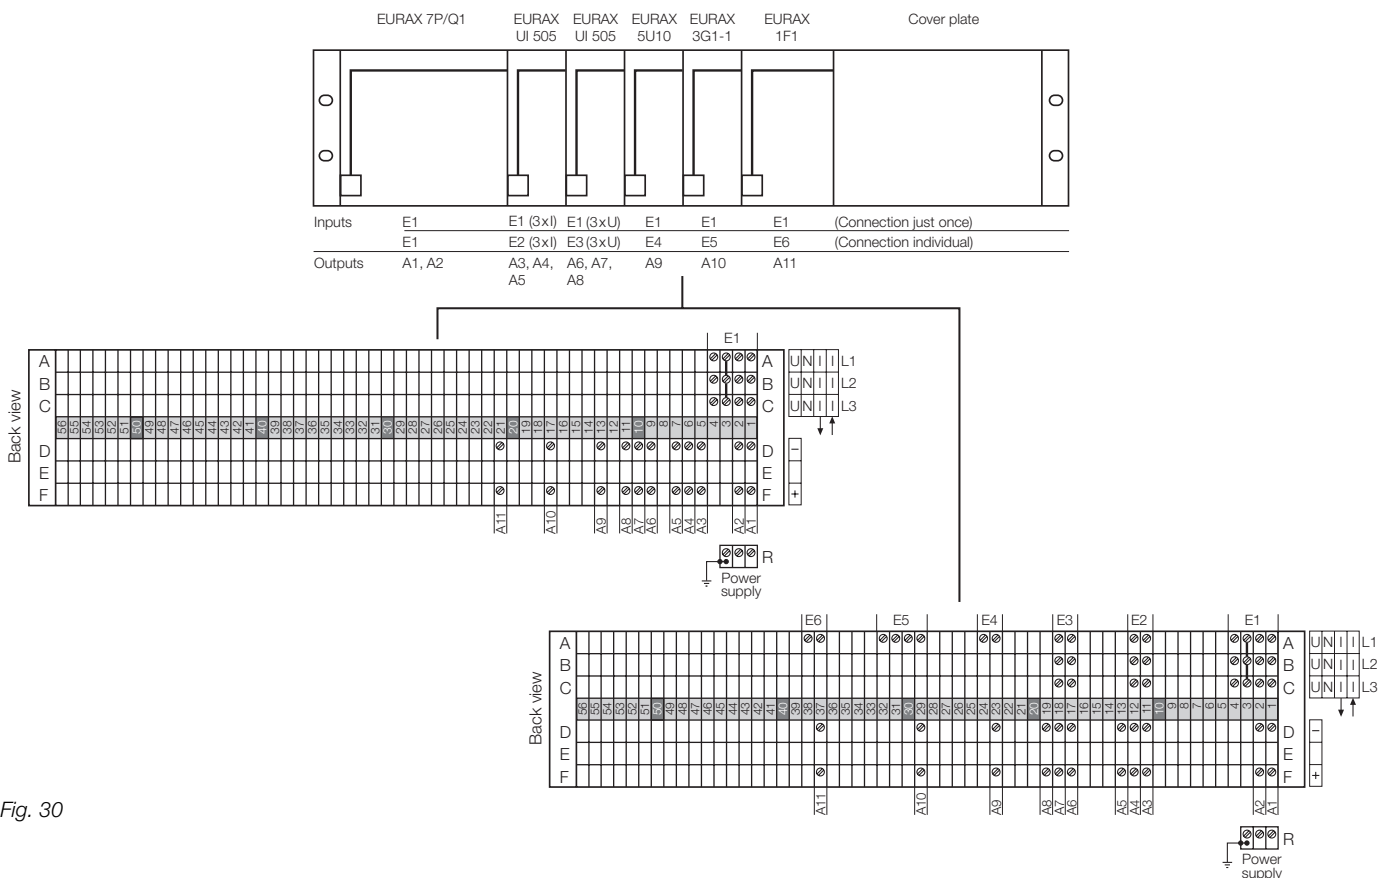 EURAX 7P/Q1 EURAX UI 505 EURAX UI 505 EURAX 5U10 EURAX 3G1-1 EURAX 1F1 Cover plate
Inputs E1 E1 (3xI) E1 (3xU) E1 E1 E1 (Connection just once)
E1 E2 (3xI) E3 (3xU) E4 E5 E6 (Connection individual)
Outputs A1, A2 A3, A4, A5 A6, A7, A8 A9 A10 A11
E1
A A U N I I L1
B B U N I I L2
C C U N I I L3
Back view
56 55 54 53 52 51 50 49 48 47 46 45 44 43 42 41 40 39 38 37 36 35 34 33 32 31 30 29 28 27 26 25 24 23 22 21 20 19 18 17 16 15 14 13 12 11 10 9 8 7 6 5 4 3 2 1
D D −
E E
F F +
A11 A10 A9 A8 A7 A6 A5 A4 A3 A2 A1
R
Power
supply
E6 E5 E4 E3 E2 E1
A A U N I I L1
B B U N I I L2
C C U N I I L3
Back view
56 55 54 53 52 51 50 49 48 47 46 45 44 43 42 41 40 39 38 37 36 35 34 33 32 31 30 29 28 27 26 25 24 23 22 21 20 19 18 17 16 15 14 13 12 11 10 9 8 7 6 5 4 3 2 1
D D −
E E
F F +
A11 A10 A9 A8 A7 A6 A5 A4 A3 A2 A1
R
Power
supply
Fig. 30